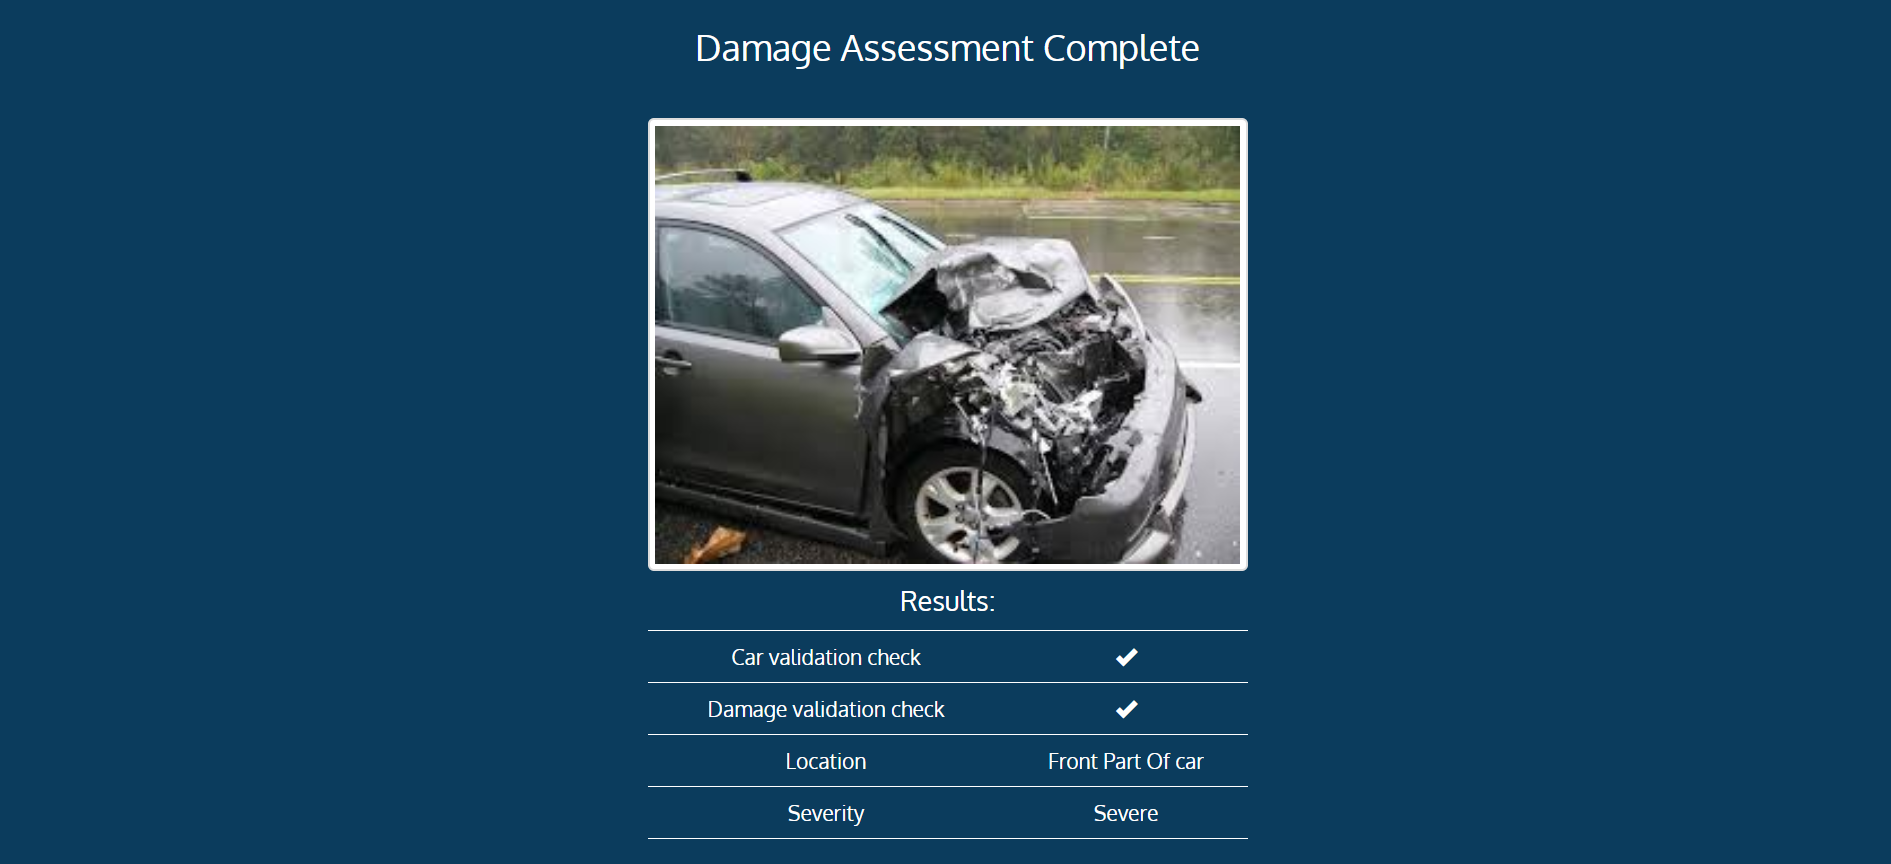 Damage Assessment Complete
Results:
Car validation check
Damage validation check
Location Front Part Of car
Severity Severe